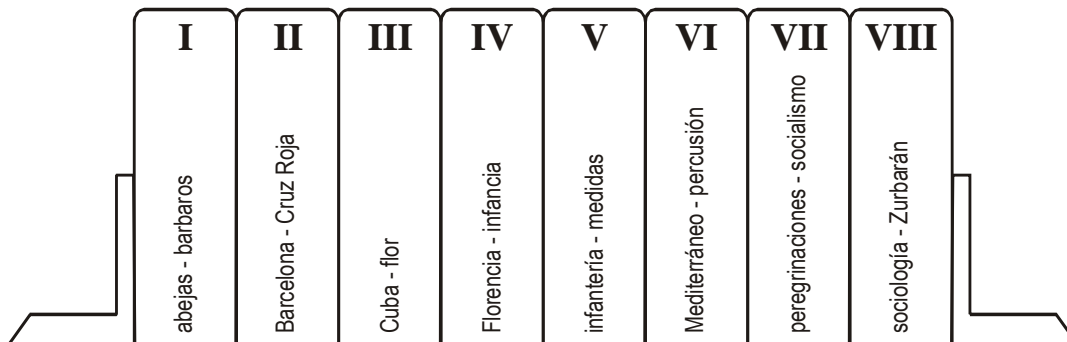 I
abejas - barbaros
II
Barcelona - Cruz Roja
III
Cuba - flor
IV
Florencia - infancia
V
infantería - medidas
VI
Mediterráneo - percusión
VII
peregrinaciones - socialismo
VIII
sociología - Zurbarán